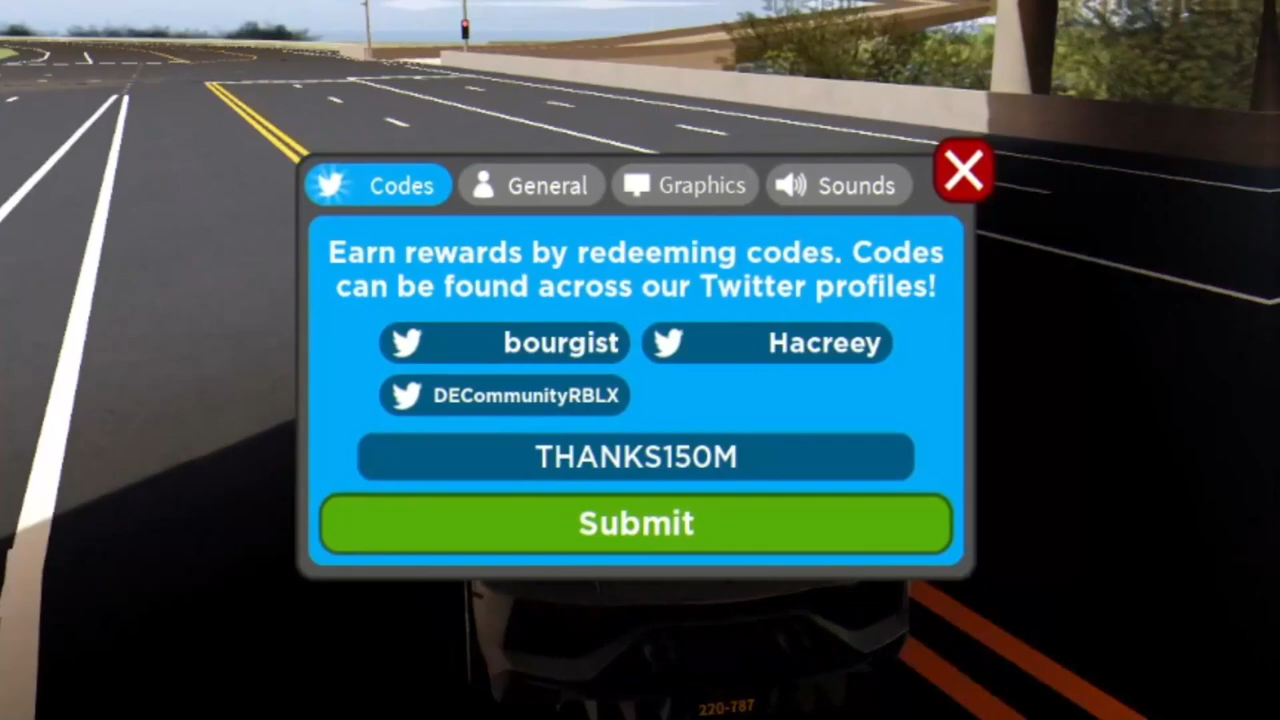 Codes General Graphics Sounds
Earn rewards by redeeming codes. Codes
can be found across our Twitter profiles!
bourgist Hacreey
DECommunityRBLX
THANKS150M
Submit
220-787